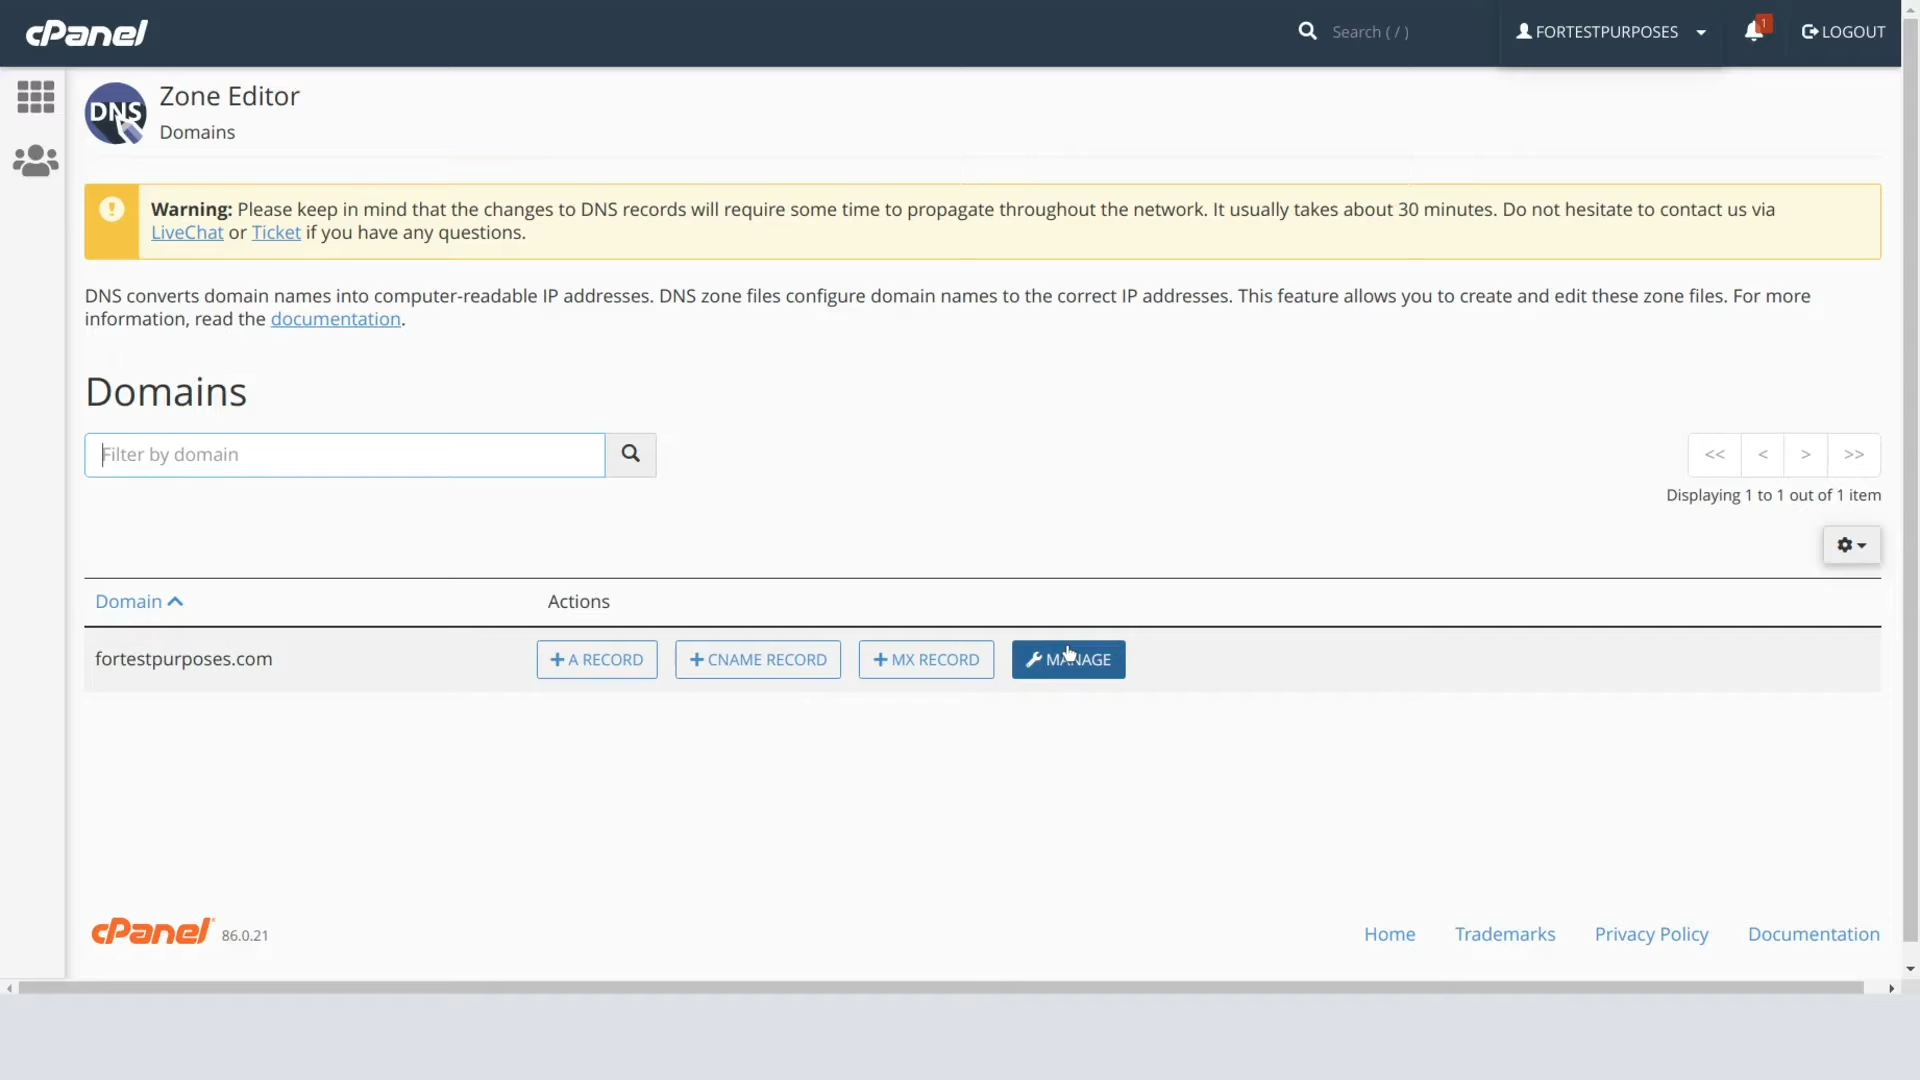 cPanel
Search ( / )
FORTESTPURPOSES
1
LOGOUT
DNS
Zone Editor
Domains
Warning: Please keep in mind that the changes to DNS records will require some time to propagate throughout the network. It usually takes about 30 minutes. Do not hesitate to contact us via
LiveChat or Ticket if you have any questions.
DNS converts domain names into computer-readable IP addresses. DNS zone files configure domain names to the correct IP addresses. This feature allows you to create and edit these zone files. For more
information, read the documentation.
Domains
Filter by domain
<< < > >>
Displaying 1 to 1 out of 1 item
Domain Actions
fortestpurposes.com
A RECORD
CNAME RECORD
MX RECORD
MANAGE
cPanel 86.0.21
Home Trademarks Privacy Policy Documentation